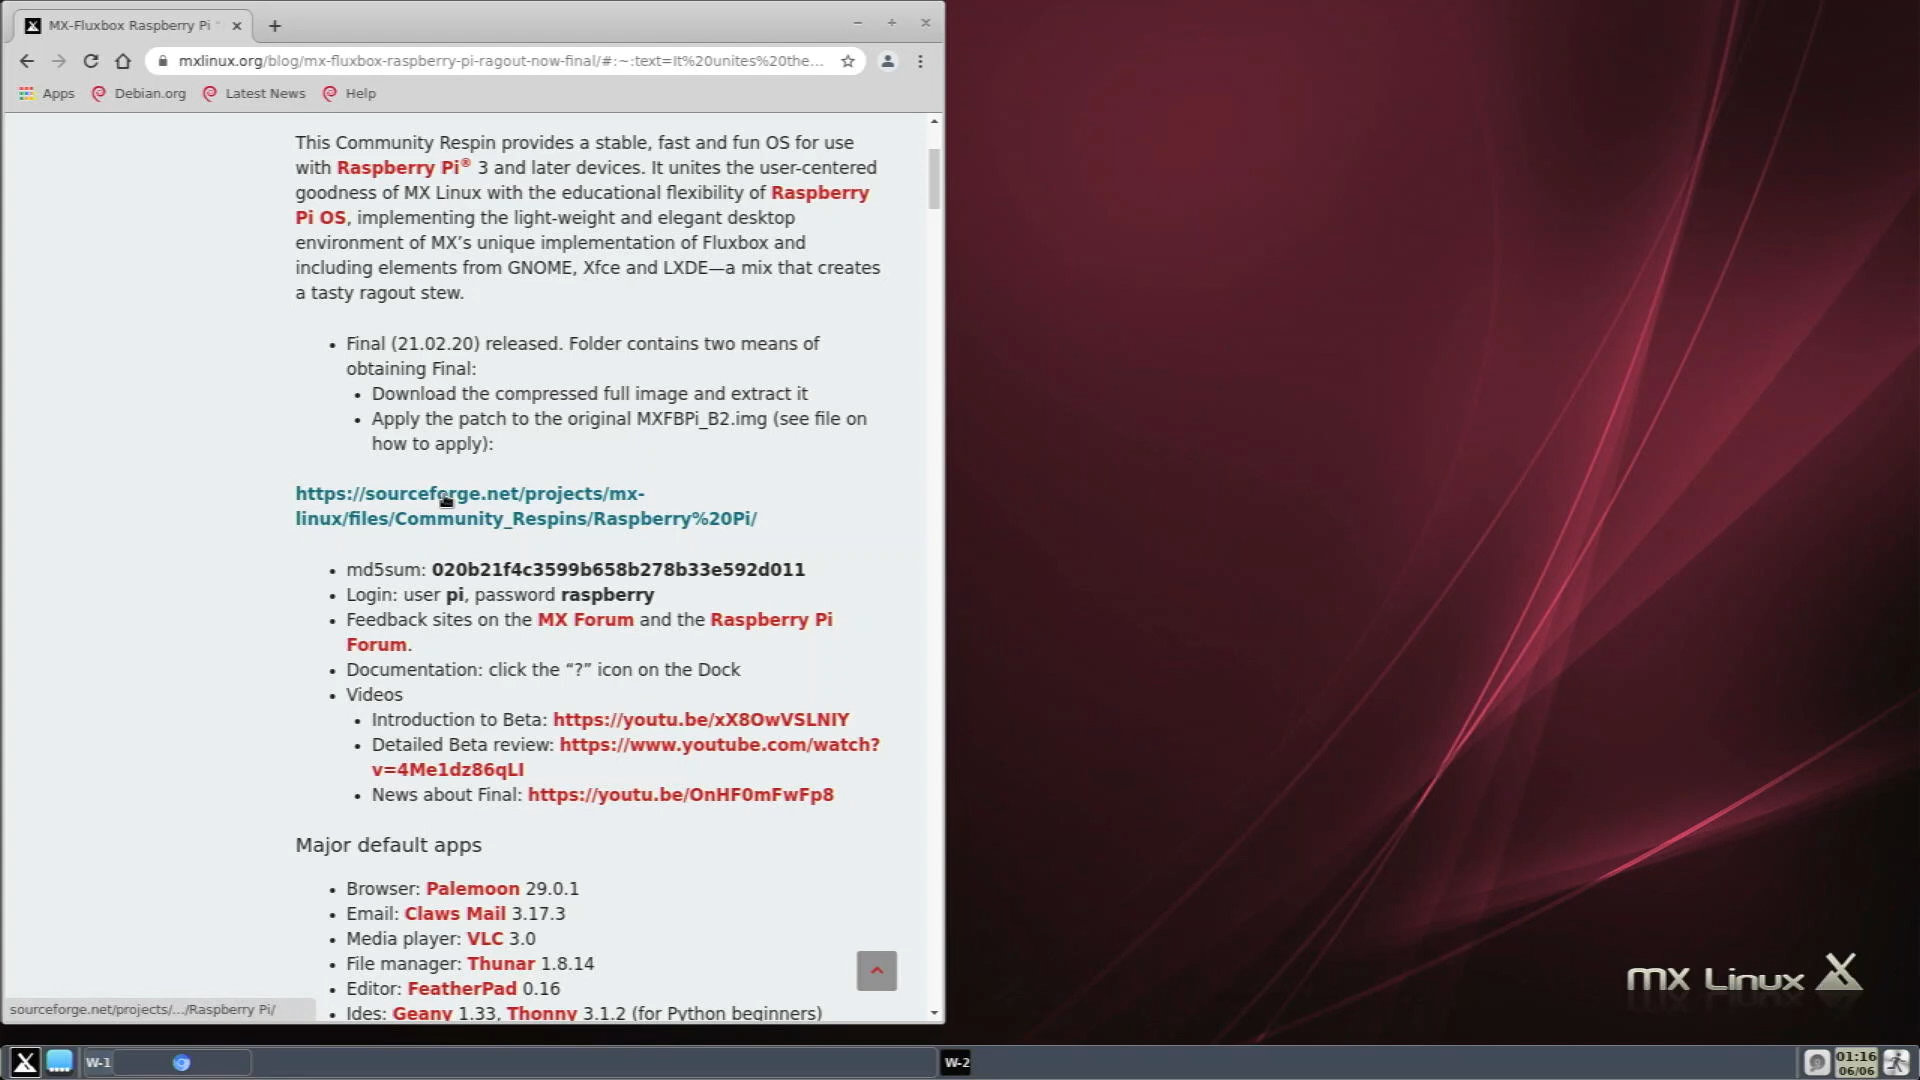 MX-Fluxbox Raspberry Pi "
mxlinux.org/blog/mx-fluxbox-raspberry-pi-ragout-now-final/#:~:text=It%20unites%20the...
Apps Debian.org Latest News Help
This Community Respin provides a stable, fast and fun OS for use
with Raspberry Pi® 3 and later devices. It unites the user-centered
goodness of MX Linux with the educational flexibility of Raspberry
Pi OS, implementing the light-weight and elegant desktop
environment of MX’s unique implementation of Fluxbox and
including elements from GNOME, Xfce and LXDE—a mix that creates
a tasty ragout stew.
• Final (21.02.20) released. Folder contains two means of
obtaining Final:
• Download the compressed full image and extract it
• Apply the patch to the original MXFBPi_B2.img (see file on
how to apply):
https://sourceforge.net/projects/mx-
linux/files/Community_Respins/Raspberry%20Pi/
• md5sum: 020b21f4c3599b658b278b33e592d011
• Login: user pi, password raspberry
• Feedback sites on the MX Forum and the Raspberry Pi
Forum.
• Documentation: click the “?” icon on the Dock
• Videos
• Introduction to Beta: https://youtu.be/xX8OwVSLNIY
• Detailed Beta review: https://www.youtube.com/watch?
v=4Me1dz86qLI
• News about Final: https://youtu.be/OnHF0mFwFp8
Major default apps
• Browser: Palemoon 29.0.1
• Email: Claws Mail 3.17.3
• Media player: VLC 3.0
• File manager: Thunar 1.8.14
• Editor: FeatherPad 0.16
• Ides: Geany 1.33, Thonny 3.1.2 (for Python beginners)
sourceforge.net/projects/.../Raspberry Pi/
MX Linux
W-1
W-2
01:16
06/06